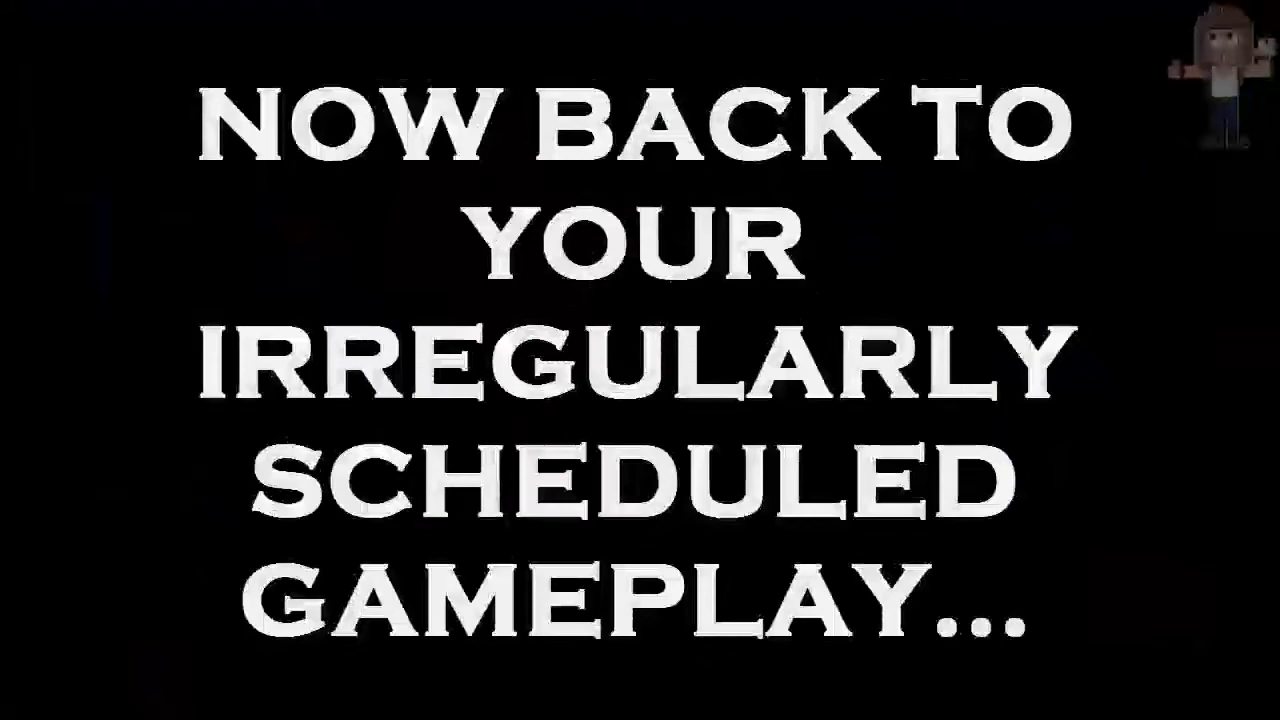 NOW BACK TO
YOUR
IRREGULARLY
SCHEDULED
GAMEPLAY...